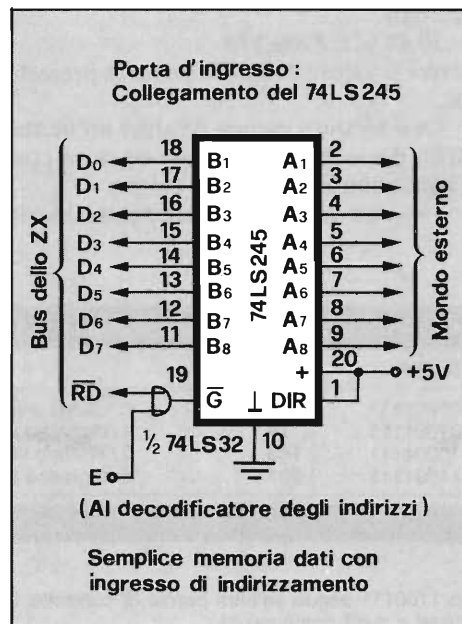 Porta d'ingresso:
Collegamento del 74LS245
Bus dello ZX
D0 18 B1 A1 2
D1 17 B2 A2 3
D2 16 B3 A3 4
D3 15 B4 A4 5
D4 14 B5 A5 6
D5 13 B6 A6 7
D6 12 B7 A7 8
D7 11 B8 A8 9
74LS245
Mondo esterno
20 + +5V
RD 19 G DIR 1
½ 74LS32 10
E
(Al decodificatore degli indirizzi)
Semplice memoria dati con
ingresso di indirizzamento